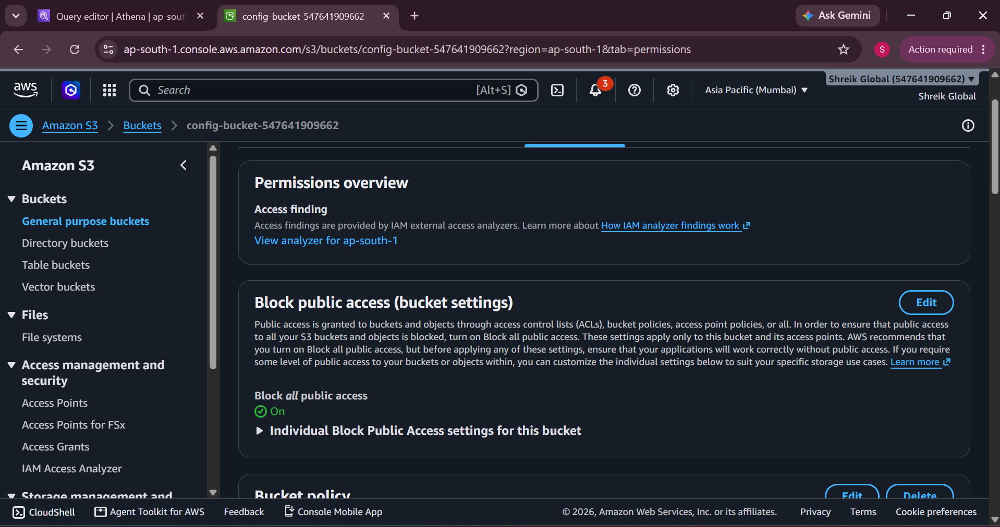 Query editor | Athena | ap-sout
config-bucket-547641909662 -
Ask Gemini
ap-south-1.console.aws.amazon.com/s3/buckets/config-bucket-547641909662?region=ap-south-1&tab=permissions
S
Action required
aws
Search
[Alt+S]
3
Asia Pacific (Mumbai)
Shreik Global (547641909662)
Shreik Global
Amazon S3
Buckets
config-bucket-547641909662
Amazon S3
Buckets
General purpose buckets
Directory buckets
Table buckets
Vector buckets
Files
File systems
Access management and
security
Access Points
Access Points for FSx
Access Grants
IAM Access Analyzer
Storage management and
Permissions overview
Access finding
Access findings are provided by IAM external access analyzers. Learn more about How IAM analyzer findings work
View analyzer for ap-south-1
Block public access (bucket settings)
Edit
Public access is granted to buckets and objects through access control lists (ACLs), bucket policies, access point policies, or all. In order to ensure that public access
to all your S3 buckets and objects is blocked, turn on Block all public access. These settings apply only to this bucket and its access points. AWS recommends that
you turn on Block all public access, but before applying any of these settings, ensure that your applications will work correctly without public access. If you require
some level of public access to your buckets or objects within, you can customize the individual settings below to suit your specific storage use cases. Learn more
Block all public access
On
Individual Block Public Access settings for this bucket
Bucket policy
Edit
Delete
CloudShell
Agent Toolkit for AWS
Feedback
Console Mobile App
© 2026, Amazon Web Services, Inc. or its affiliates.
Privacy
Terms
Cookie preferences